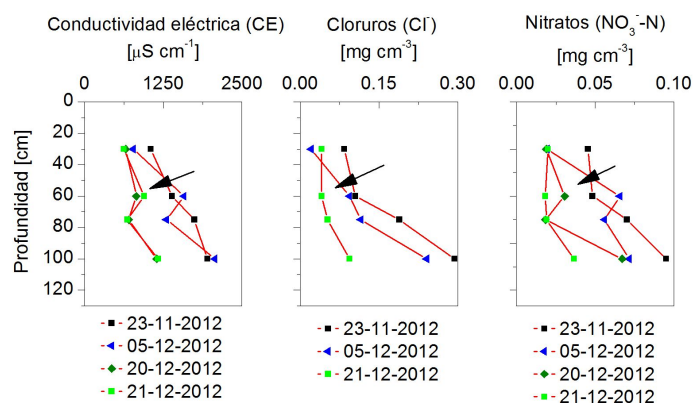 Conductividad eléctrica (CE)
[µS cm⁻¹]
0 1250 2500
Cloruros (Cl⁻)
[mg cm⁻³]
0.00 0.15 0.30
Nitratos (NO₃⁻-N)
[mg cm⁻³]
0.00 0.05 0.10
Profundidad [cm]
0
20
40
60
80
100
120
23-11-2012
05-12-2012
20-12-2012
21-12-2012
23-11-2012
05-12-2012
21-12-2012
23-11-2012
05-12-2012
20-12-2012
21-12-2012